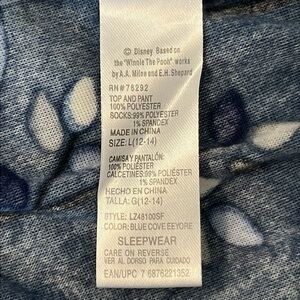 © Disney. Based on
the "Winnie The Pooh" works
by A.A. Milne and E.H. Shepard
RN#76292
TOP AND PANT
100% POLYESTER
SOCKS:99% POLYESTER
1% SPANDEX
MADE IN CHINA
SIZE: L(12-14)
CAMISA Y PANTALÓN:
100% POLIÉSTER
CALCETINES:99% POLIÉSTER
1% SPANDEX
HECHO EN CHINA
TALLA: G(12-14)
STYLE: LZ48100SF
COLOR: BLUE COVE EEYORE
SLEEPWEAR
CARE ON REVERSE
VER AL DORSO PARA CUIDADO
EAN/UPC 7 6876221352